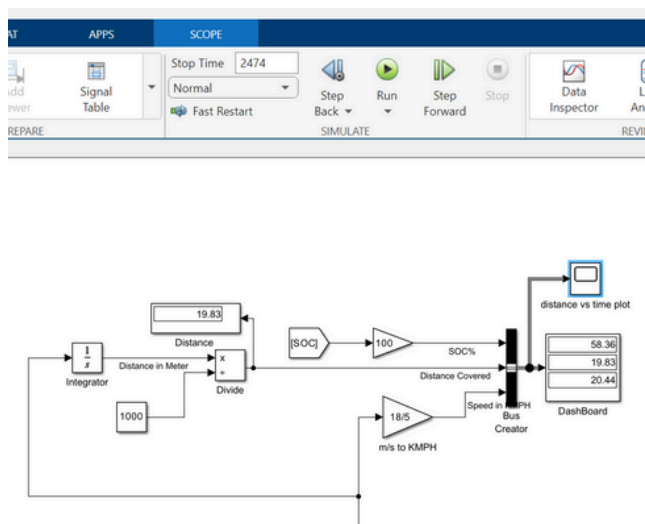 AT
APPS
SCOPE
Stop Time 2474
Normal
Fast Restart
Add
Signal
Table
Step
Back
Run
Step
Forward
Stop
Data
Inspector
REPARE
SIMULATE
REVI
distance vs time plot
19.83
Distance
[SOC]
100
SOC%
58.36
19.83
20.44
DashBoard
1
s
Integrator
Distance in Meter
×
÷
Divide
Distance Covered
1000
18/5
m/s to KMPH
Speed in KMPH
Bus
Creator